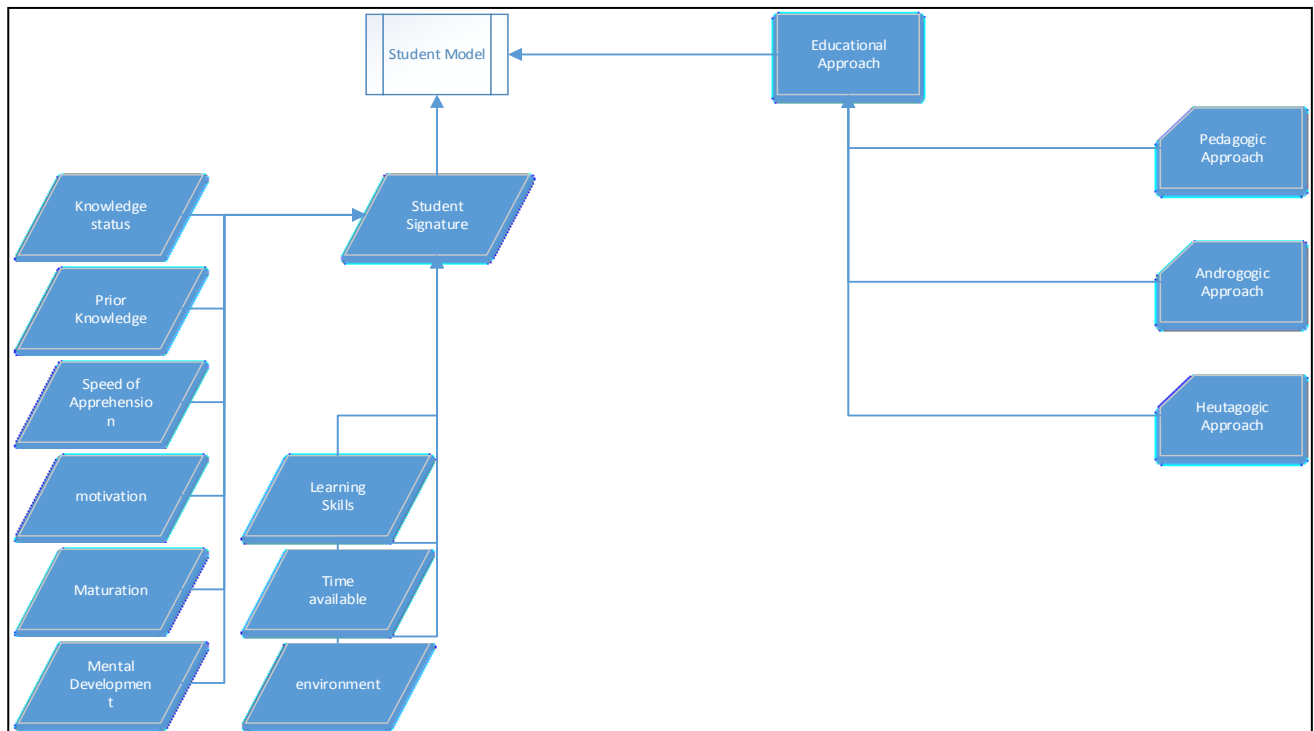 Student Model
Educational
Approach
Pedagogic
Approach
Knowledge
status
Student
Signature
Androgogic
Approach
Prior
Knowledge
Speed of
Apprehensio
n
Heutagogic
Approach
motivation
Learning
Skills
Maturation
Time
available
Mental
Developmen
t
environment